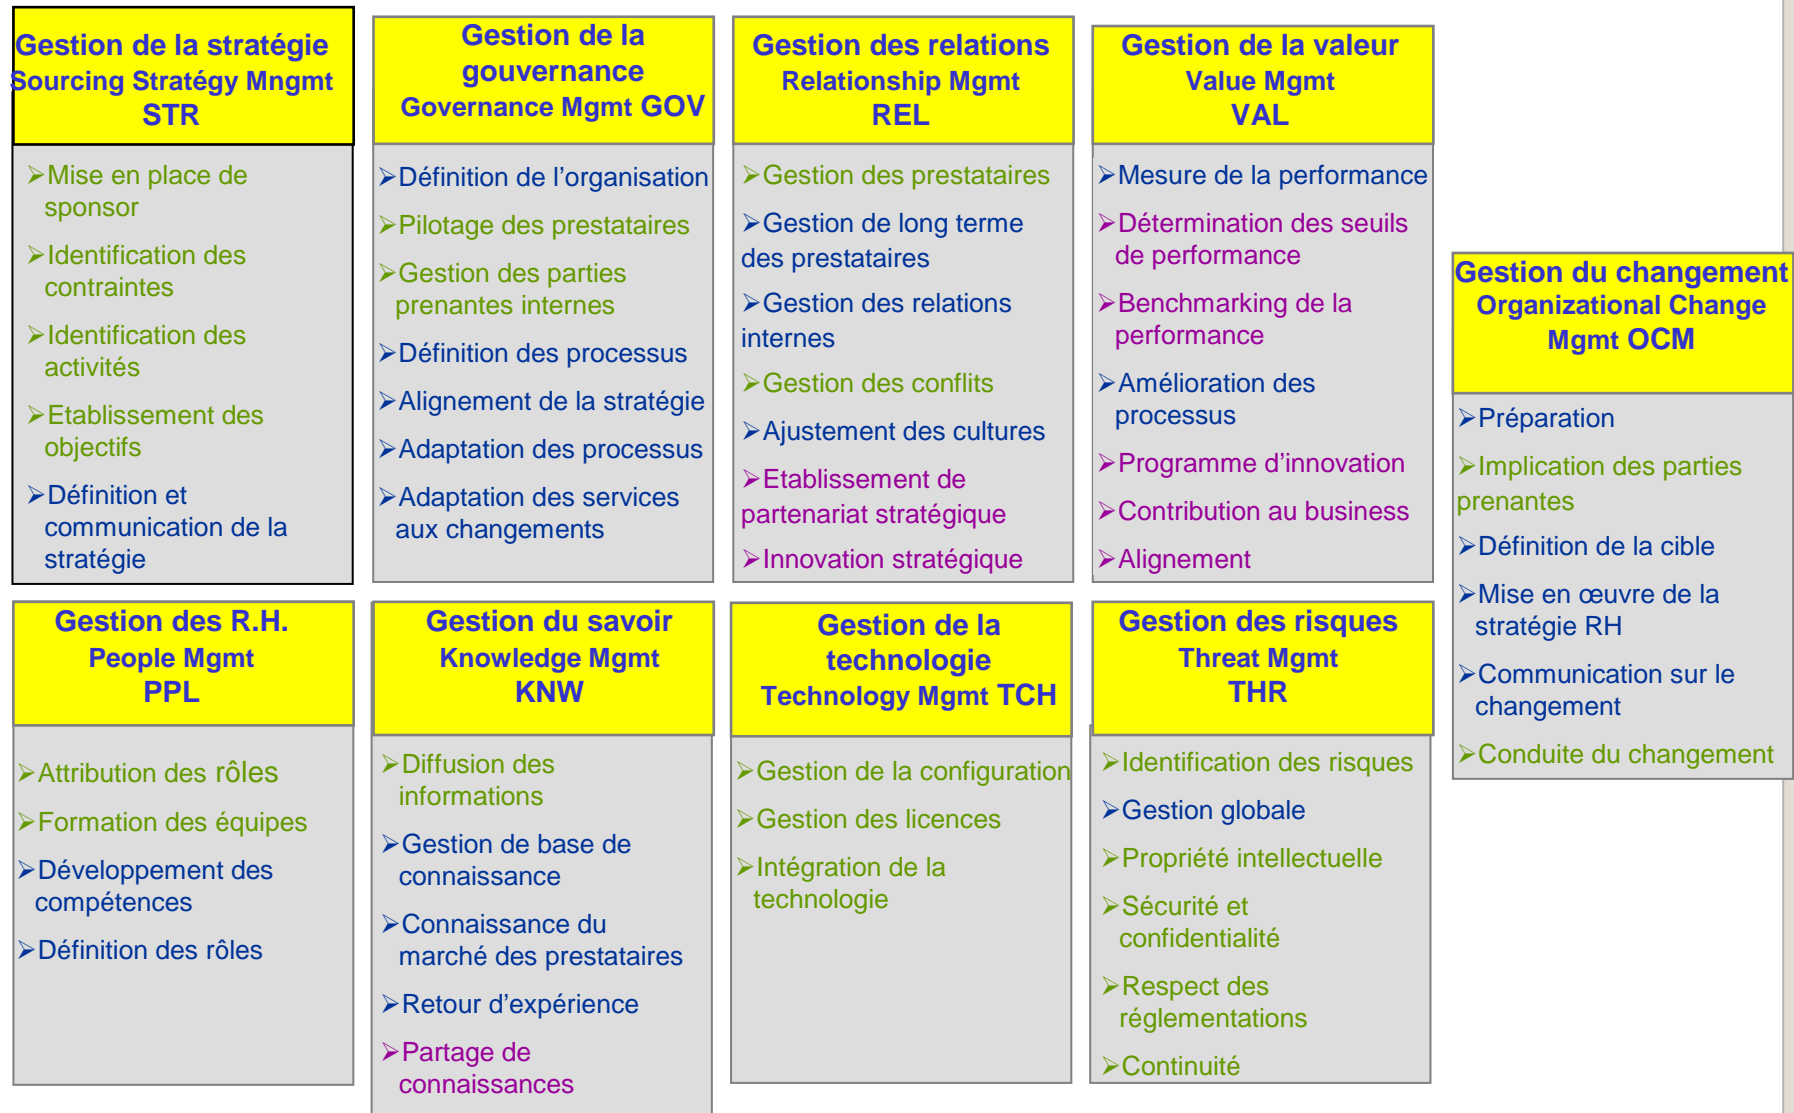 Gestion de la stratégie
Sourcing Stratégy Mngmt
STR
➢Mise en place de
sponsor
➢Identification des
contraintes
➢Identification des
activités
➢Etablissement des
objectifs
➢Définition et
communication de la
stratégie
Gestion de la
gouvernance
Governance Mgmt GOV
➢Définition de l'organisation
➢Pilotage des prestataires
➢Gestion des parties
prenantes internes
➢Définition des processus
➢Alignement de la stratégie
➢Adaptation des processus
➢Adaptation des services
aux changements
Gestion des relations
Relationship Mgmt
REL
➢Gestion des prestataires
➢Gestion de long terme
des prestataires
➢Gestion des relations
internes
➢Gestion des conflits
➢Ajustement des cultures
➢Etablissement de
partenariat stratégique
➢Innovation stratégique
Gestion de la valeur
Value Mgmt
VAL
➢Mesure de la performance
➢Détermination des seuils
de performance
➢Benchmarking de la
performance
➢Amélioration des
processus
➢Programme d'innovation
➢Contribution au business
➢Alignement
Gestion du changement
Organizational Change
Mgmt OCM
➢Préparation
➢Implication des parties
prenantes
➢Définition de la cible
➢Mise en œuvre de la
stratégie RH
➢Communication sur le
changement
➢Conduite du changement
Gestion des R.H.
People Mgmt
PPL
➢Attribution des rôles
➢Formation des équipes
➢Développement des
compétences
➢Définition des rôles
Gestion du savoir
Knowledge Mgmt
KNW
➢Diffusion des
informations
➢Gestion de base de
connaissance
➢Connaissance du
marché des prestataires
➢Retour d'expérience
➢Partage de
connaissances
Gestion de la
technologie
Technology Mgmt TCH
➢Gestion de la configuration
➢Gestion des licences
➢Intégration de la
technologie
Gestion des risques
Threat Mgmt
THR
➢Identification des risques
➢Gestion globale
➢Propriété intellectuelle
➢Sécurité et
confidentialité
➢Respect des
réglementations
➢Continuité